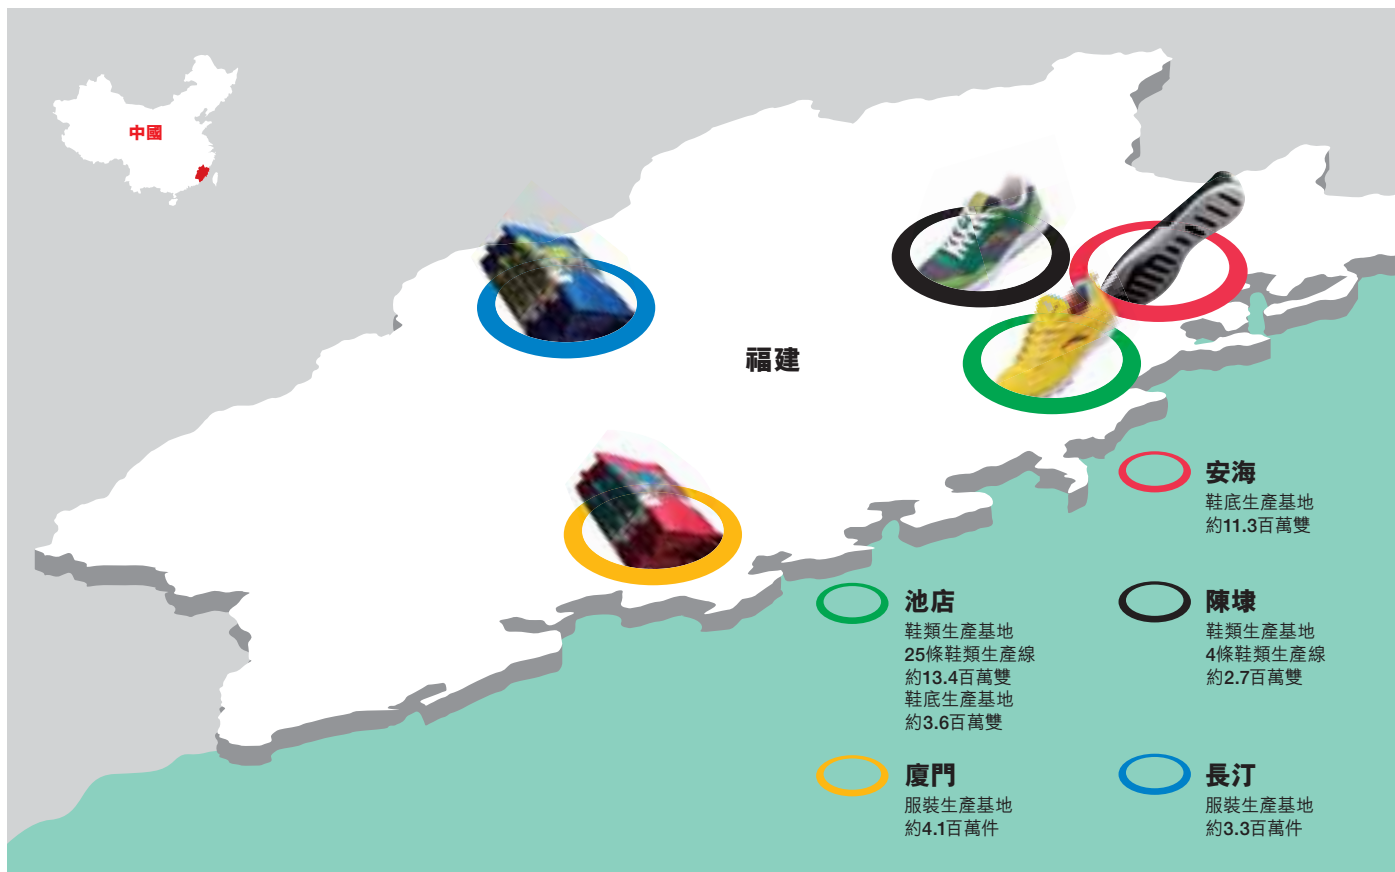 中國
福建
安海
鞋底生產基地
約11.3百萬雙
池店
鞋類生產基地
25條鞋類生產線
約13.4百萬雙
鞋底生產基地
約3.6百萬雙
陳埭
鞋類生產基地
4條鞋類生產線
約2.7百萬雙
廈門
服裝生產基地
約4.1百萬件
長汀
服裝生產基地
約3.3百萬件